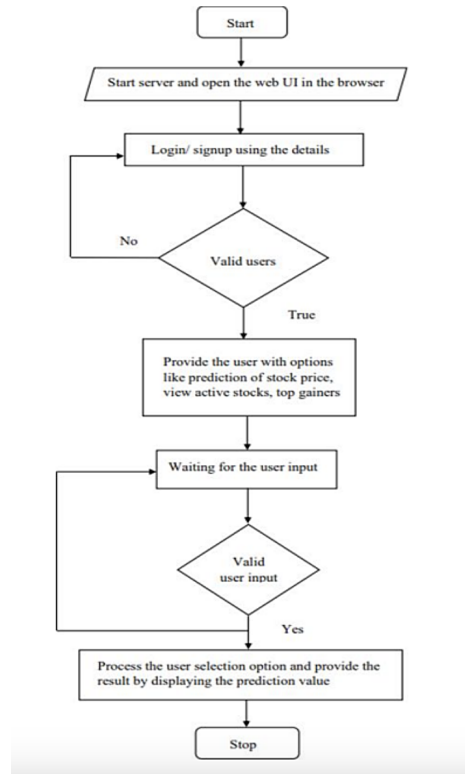 Start
Start server and open the web UI in the browser
Login/ signup using the details
No
Valid users
True
Provide the user with options
like prediction of stock price,
view active stocks, top gainers
Waiting for the user input
Valid
user input
Yes
Process the user selection option and provide the
result by displaying the prediction value
Stop